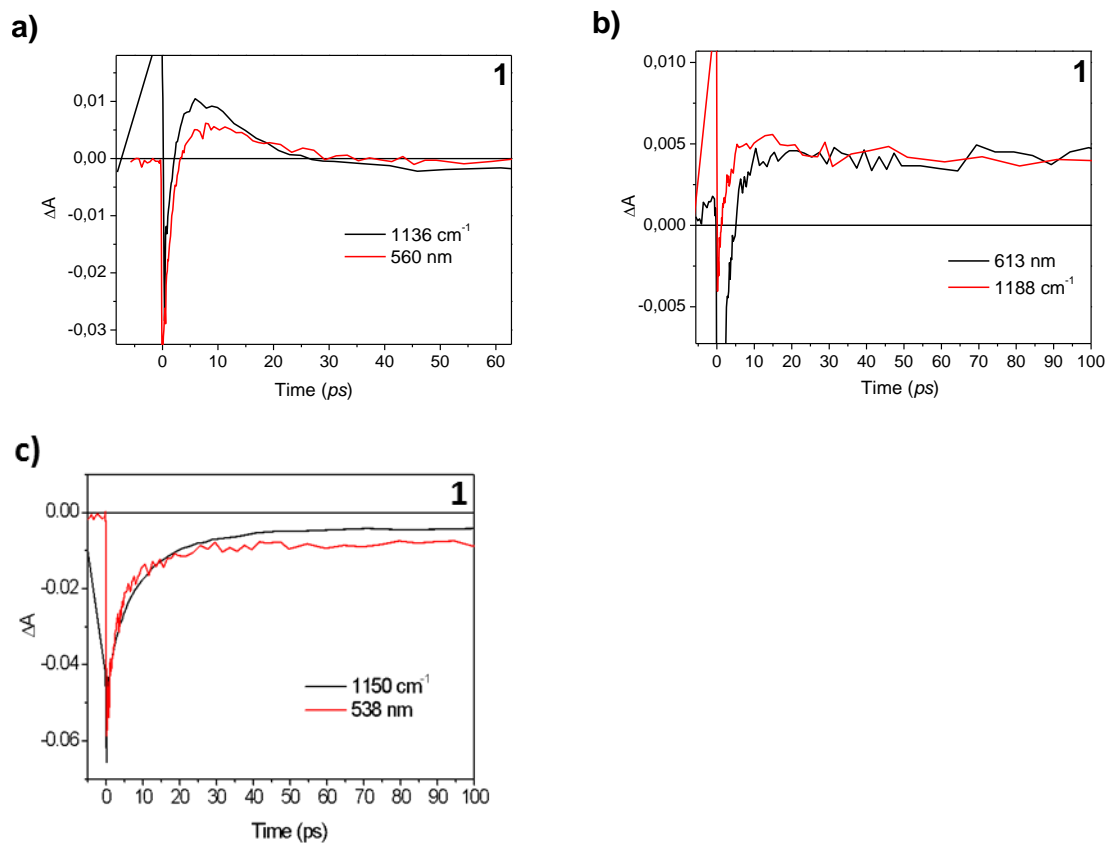 a)
1
0,01
0,00
-0,01
-0,02
-0,03
ΔA
1136 cm⁻¹
560 nm
0 10 20 30 40 50 60
Time (ps)
b)
1
0,010
0,005
0,000
-0,005
ΔA
613 nm
1188 cm⁻¹
0 10 20 30 40 50 60 70 80 90 100
Time (ps)
c)
1
0.00
-0.02
-0.04
-0.06
ΔA
1150 cm⁻¹
538 nm
0 10 20 30 40 50 60 70 80 90 100
Time (ps)